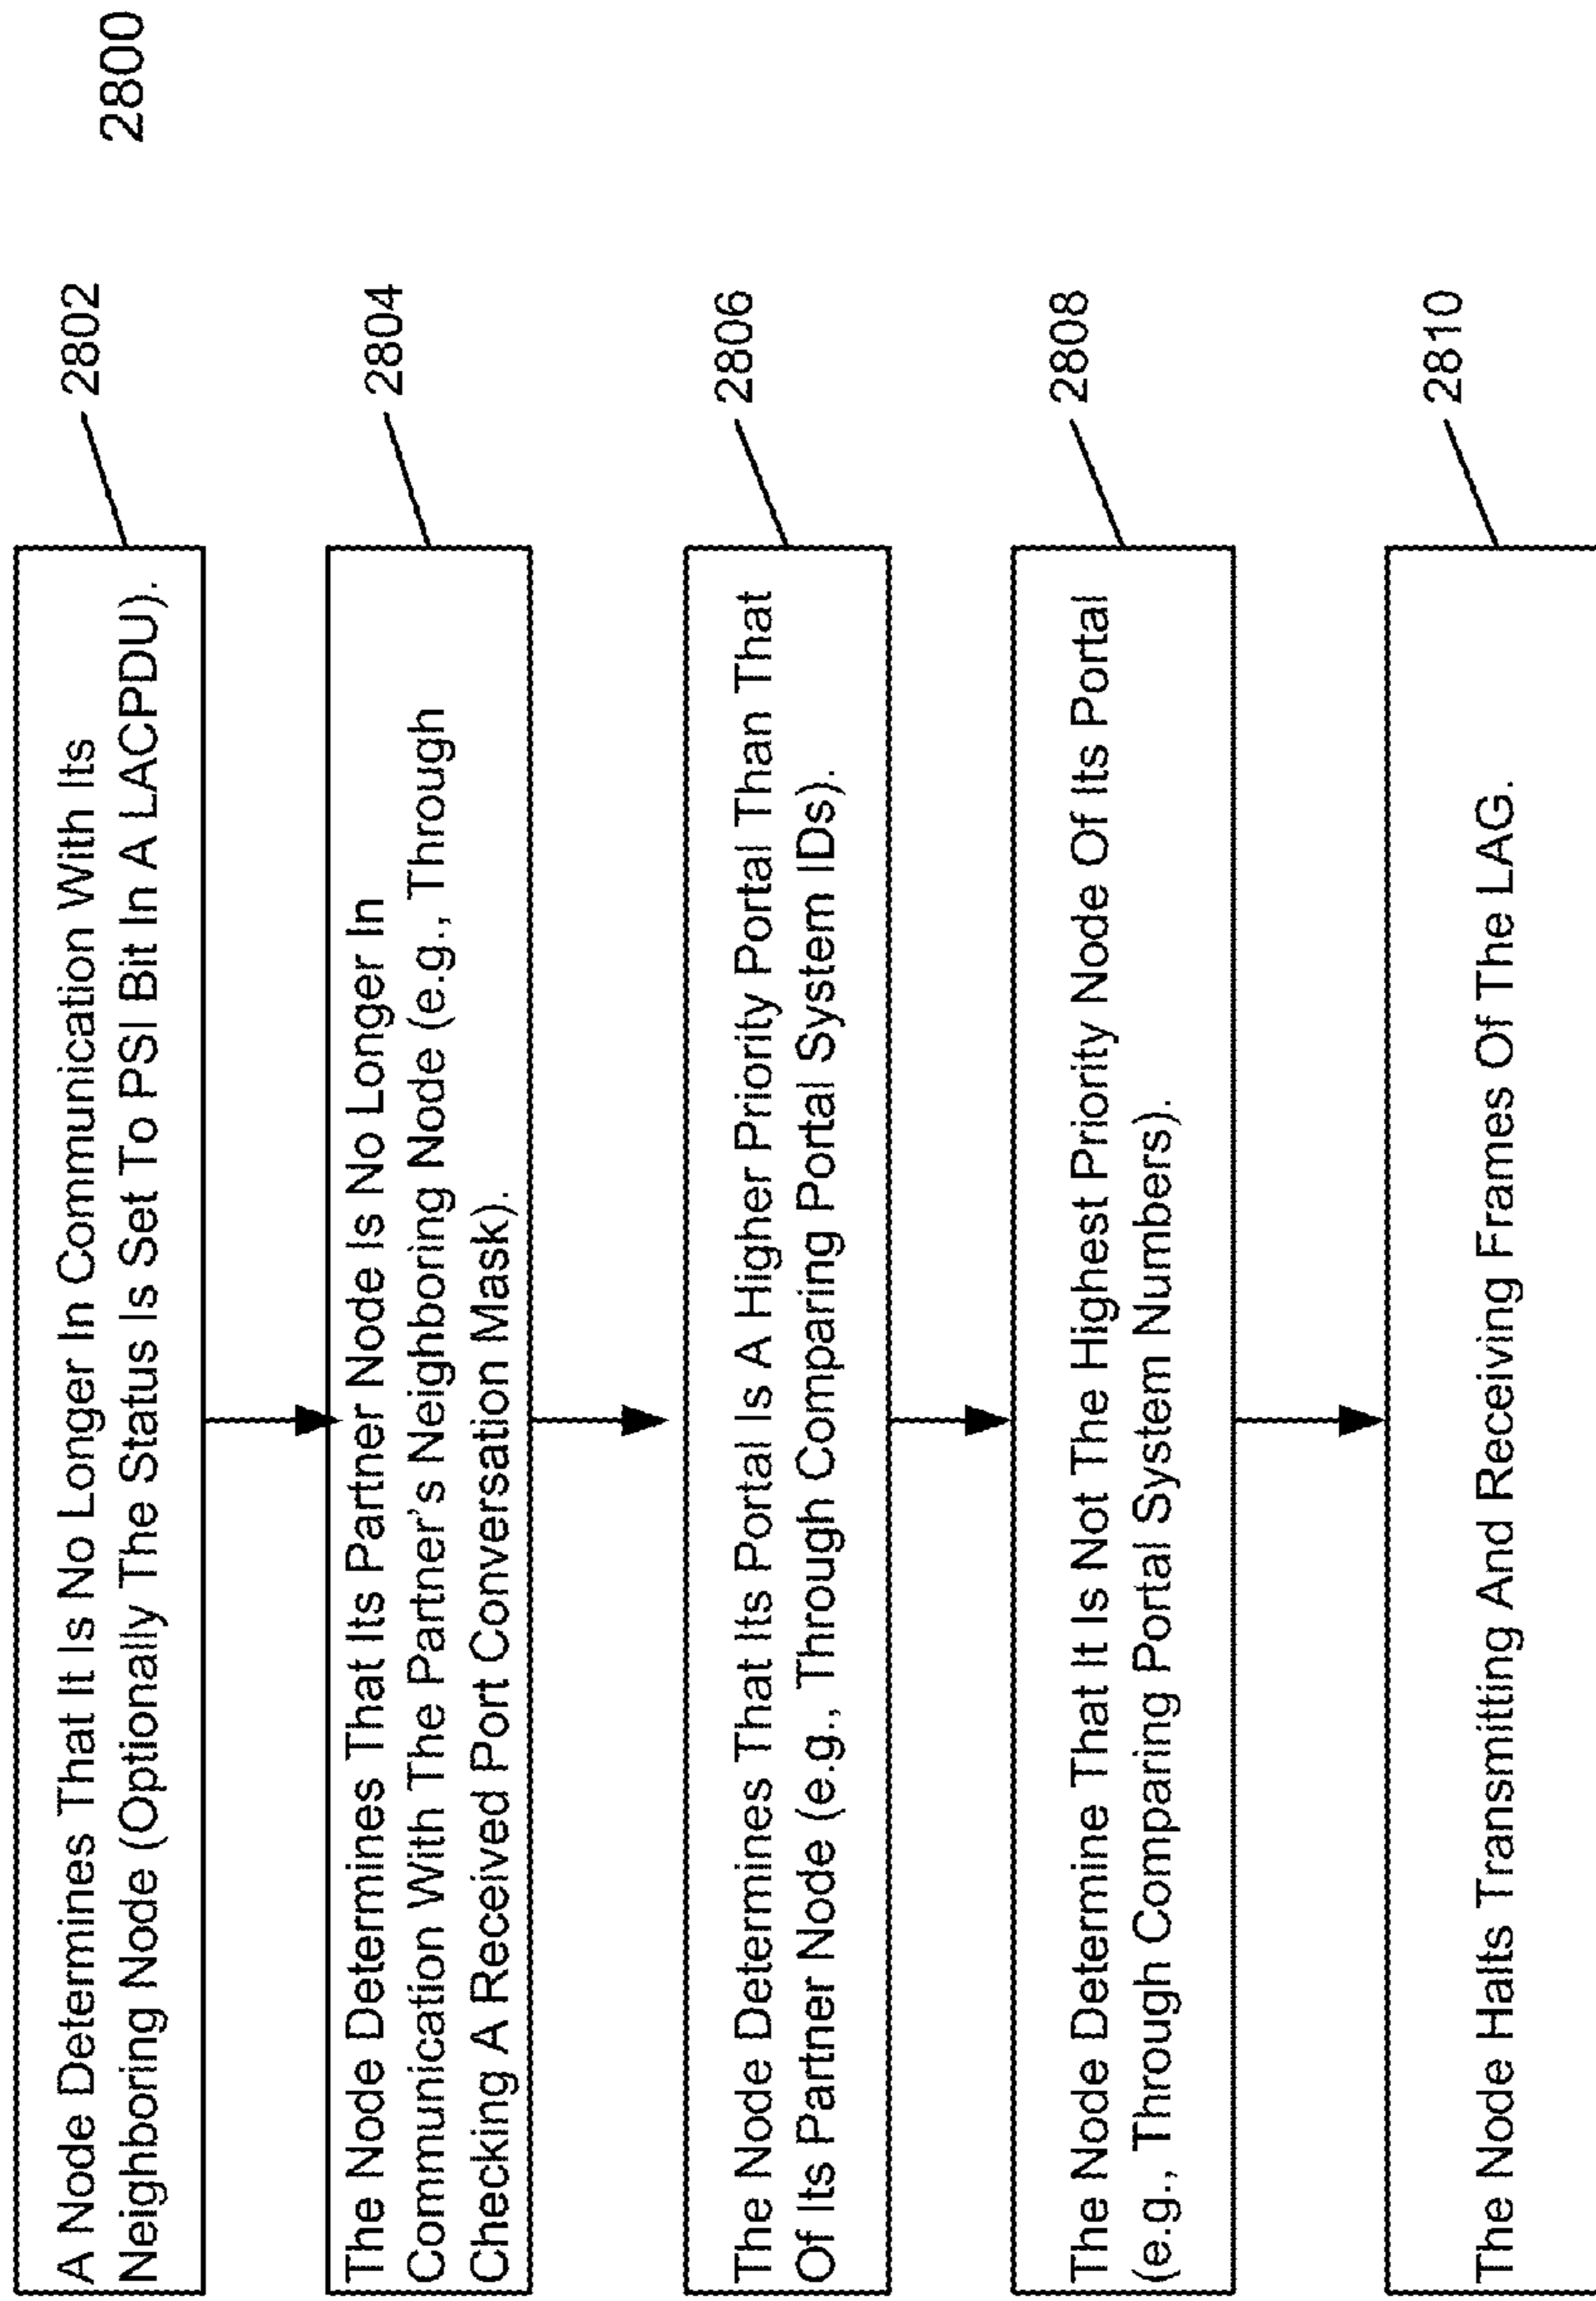 2800
2802
A Node Determines That It Is No Longer In Communication With Its
Neighboring Node (Optionally The Status Is Set To PSI Bit In A LACPDU).
2804
The Node Determines That Its Partner Node Is No Longer In
Communication With The Partner's Neighboring Node (e.g., Through
Checking A Received Port Conversation Mask).
2806
The Node Determines That Its Portal Is A Higher Priority Portal Than That
Of Its Partner Node (e.g., Through Comparing Portal System IDs).
2808
The Node Determine That It Is Not The Highest Priority Node Of Its Portal
(e.g., Through Comparing Portal System Numbers).
2810
The Node Halts Transmitting And Receiving Frames Of The LAG.